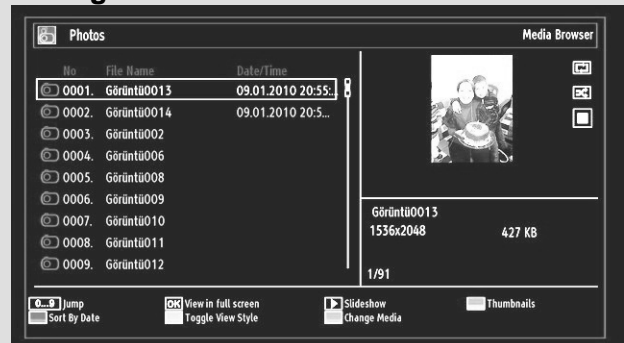 Photos Media Browser
No File Name Date/Time
0001. Görüntü0013 09.01.2010 20:55:..
0002. Görüntü0014 09.01.2010 20:5...
0003. Görüntü002
0004. Görüntü006
0005. Görüntü008
0006. Görüntü009
0007. Görüntü010
0008. Görüntü011
0009. Görüntü012
Görüntü0013
1536x2048 427 KB
1/91
0...9 Jump OK View in full screen Slideshow Thumbnails
Sort By Date Toggle View Style Change Media